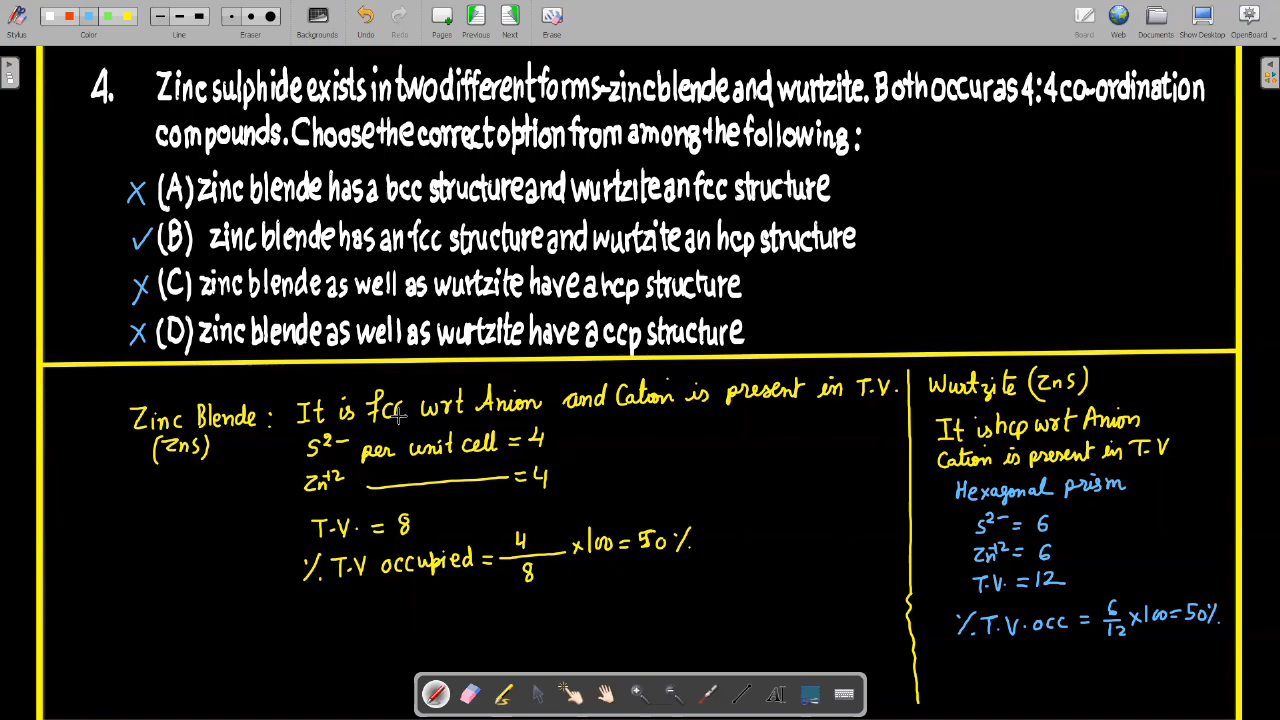 Stylus
Color
Line
Eraser
Backgrounds
Undo
Redo
Pages
Previous
Next
Erase
Board
Web
Documents
Show Desktop
OpenBoard
4. Zinc sulphide exists in two different forms-zinc blende and wurtzite. Both occur as 4:4 co-ordination
compounds. Choose the correct option from among the following :
x (A) zinc blende has a bcc structure and wurtzite an fcc structure
✓ (B) zinc blende has an fcc structure and wurtzite an hcp structure
x (C) zinc blende as well as wurtzite have a hcp structure
x (D) zinc blende as well as wurtzite have a ccp structure
Zinc Blende : It is fcc wrt Anion and Cation is present in T.V.
(ZnS)
S²⁻ per unit cell = 4
Zn⁺² ———— = 4
T.V. = 8
% T.V occupied = 4/8 ×100 = 50 %
Wurtzite (ZnS)
It is hcp wrt Anion
Cation is present in T.V
Hexagonal prism
S²⁻ = 6
Zn⁺² = 6
T.V. = 12
% T.V. occ = 6/12 ×100 = 50%
AI